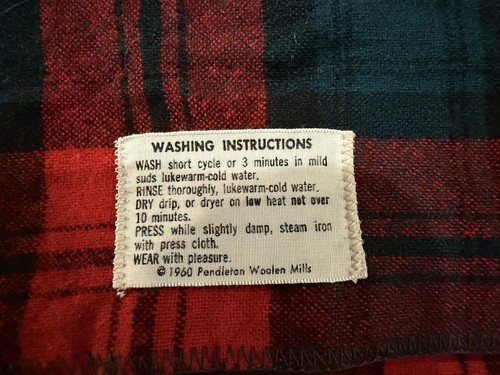 WASHING INSTRUCTIONS
WASH short cycle or 3 minutes in mild
suds lukewarm-cold water.
RINSE thoroughly, lukewarm-cold water.
DRY drip, or dryer on low heat not over
10 minutes.
PRESS while slightly damp, steam iron
with press cloth.
WEAR with pleasure.
© 1960 Pendleton Woolen Mills